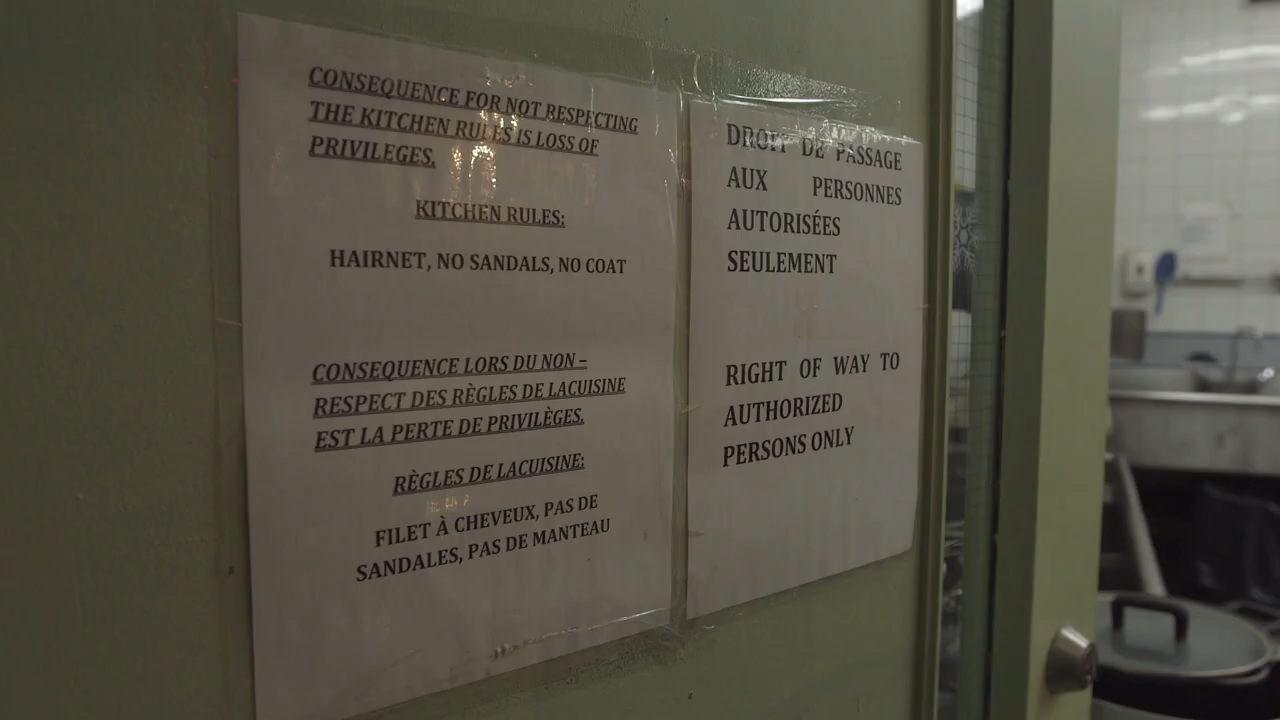 CONSEQUENCE FOR NOT RESPECTING
THE KITCHEN RULES IS LOSS OF
PRIVILEGES.
KITCHEN RULES:
HAIRNET, NO SANDALS, NO COAT
CONSEQUENCE LORS DU NON –
RESPECT DES RÈGLES DE LACUISINE
EST LA PERTE DE PRIVILÈGES.
RÈGLES DE LACUISINE:
FILET À CHEVEUX, PAS DE
SANDALES, PAS DE MANTEAU
DROIT DE PASSAGE
AUX PERSONNES
AUTORISÉES
SEULEMENT
RIGHT OF WAY TO
AUTHORIZED
PERSONS ONLY